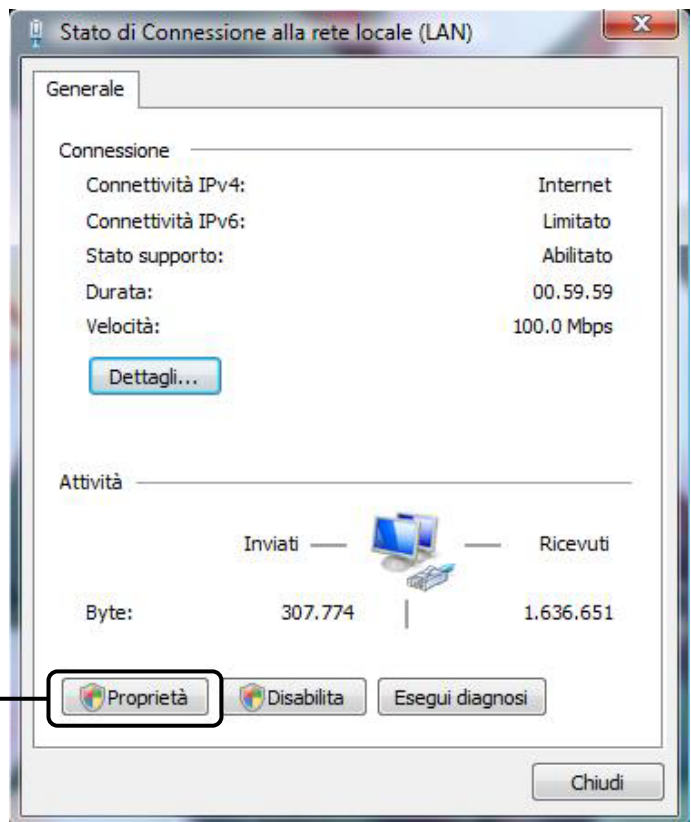 Stato di Connessione alla rete locale (LAN)
Generale
Connessione
Connettività IPv4: Internet
Connettività IPv6: Limitato
Stato supporto: Abilitato
Durata: 00.59.59
Velocità: 100.0 Mbps
Dettagli...
Attività
Inviati Ricevuti
Byte: 307.774 1.636.651
Proprietà Disabilita Esegui diagnosi
Chiudi